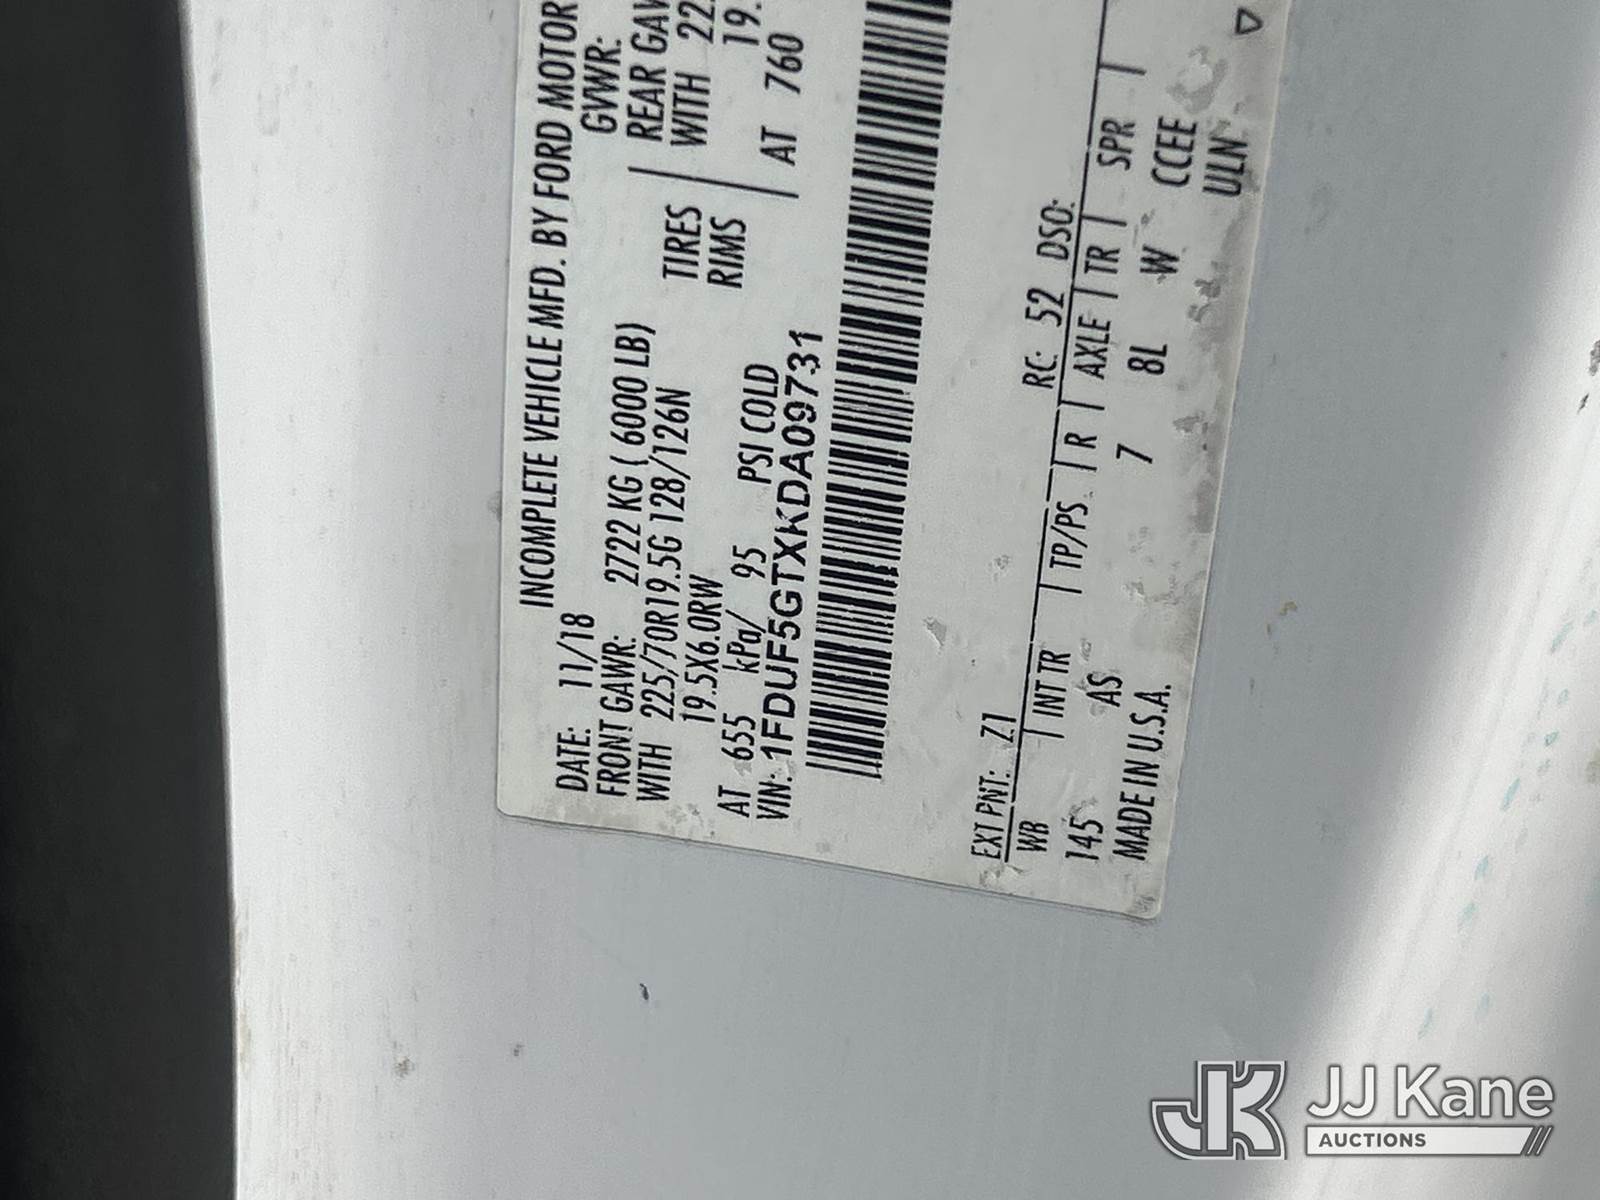 INCOMPLETE VEHICLE MFD. BY FORD MOTOR
DATE: 11/18 GVWR:
FRONT GAWR: 2722 KG ( 6000 LB) REAR GAW
WITH 225/70R19.5G 128/126N TIRES WITH 22
19.5X6.0RW RIMS 19.
AT 655 kPa/ 95 PSI COLD AT 760
VIN: 1FDUF5GTXKDA09731
EXT PNT: Z1 RC: 52 DSO:
WB INT TR TP/PS R AXLE TR SPR
145 AS 7 8L W CCEE
MADE IN U.S.A. ULN
JK JJ Kane
AUCTIONS